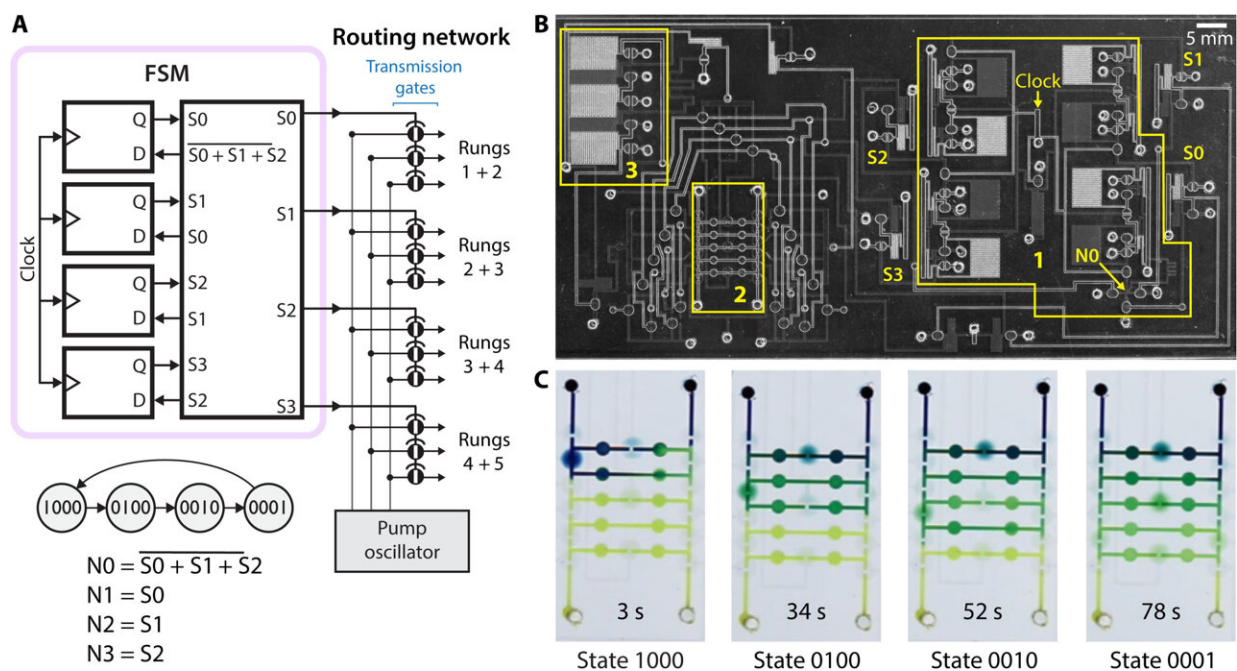 A
FSM
Routing network
Transmission
gates
Clock
Q
D
Q
D
Q
D
Q
D
S0
S0 + S1 + S2
S1
S0
S2
S1
S3
S2
S0
S1
S2
S3
Rungs
1 + 2
Rungs
2 + 3
Rungs
3 + 4
Rungs
4 + 5
Pump
oscillator
1000
0100
0010
0001
N0 = S0 + S1 + S2
N1 = S0
N2 = S1
N3 = S2
B
5 mm
S1
Clock
S2
S0
3
S3
1
N0
2
C
3 s
34 s
52 s
78 s
State 1000
State 0100
State 0010
State 0001